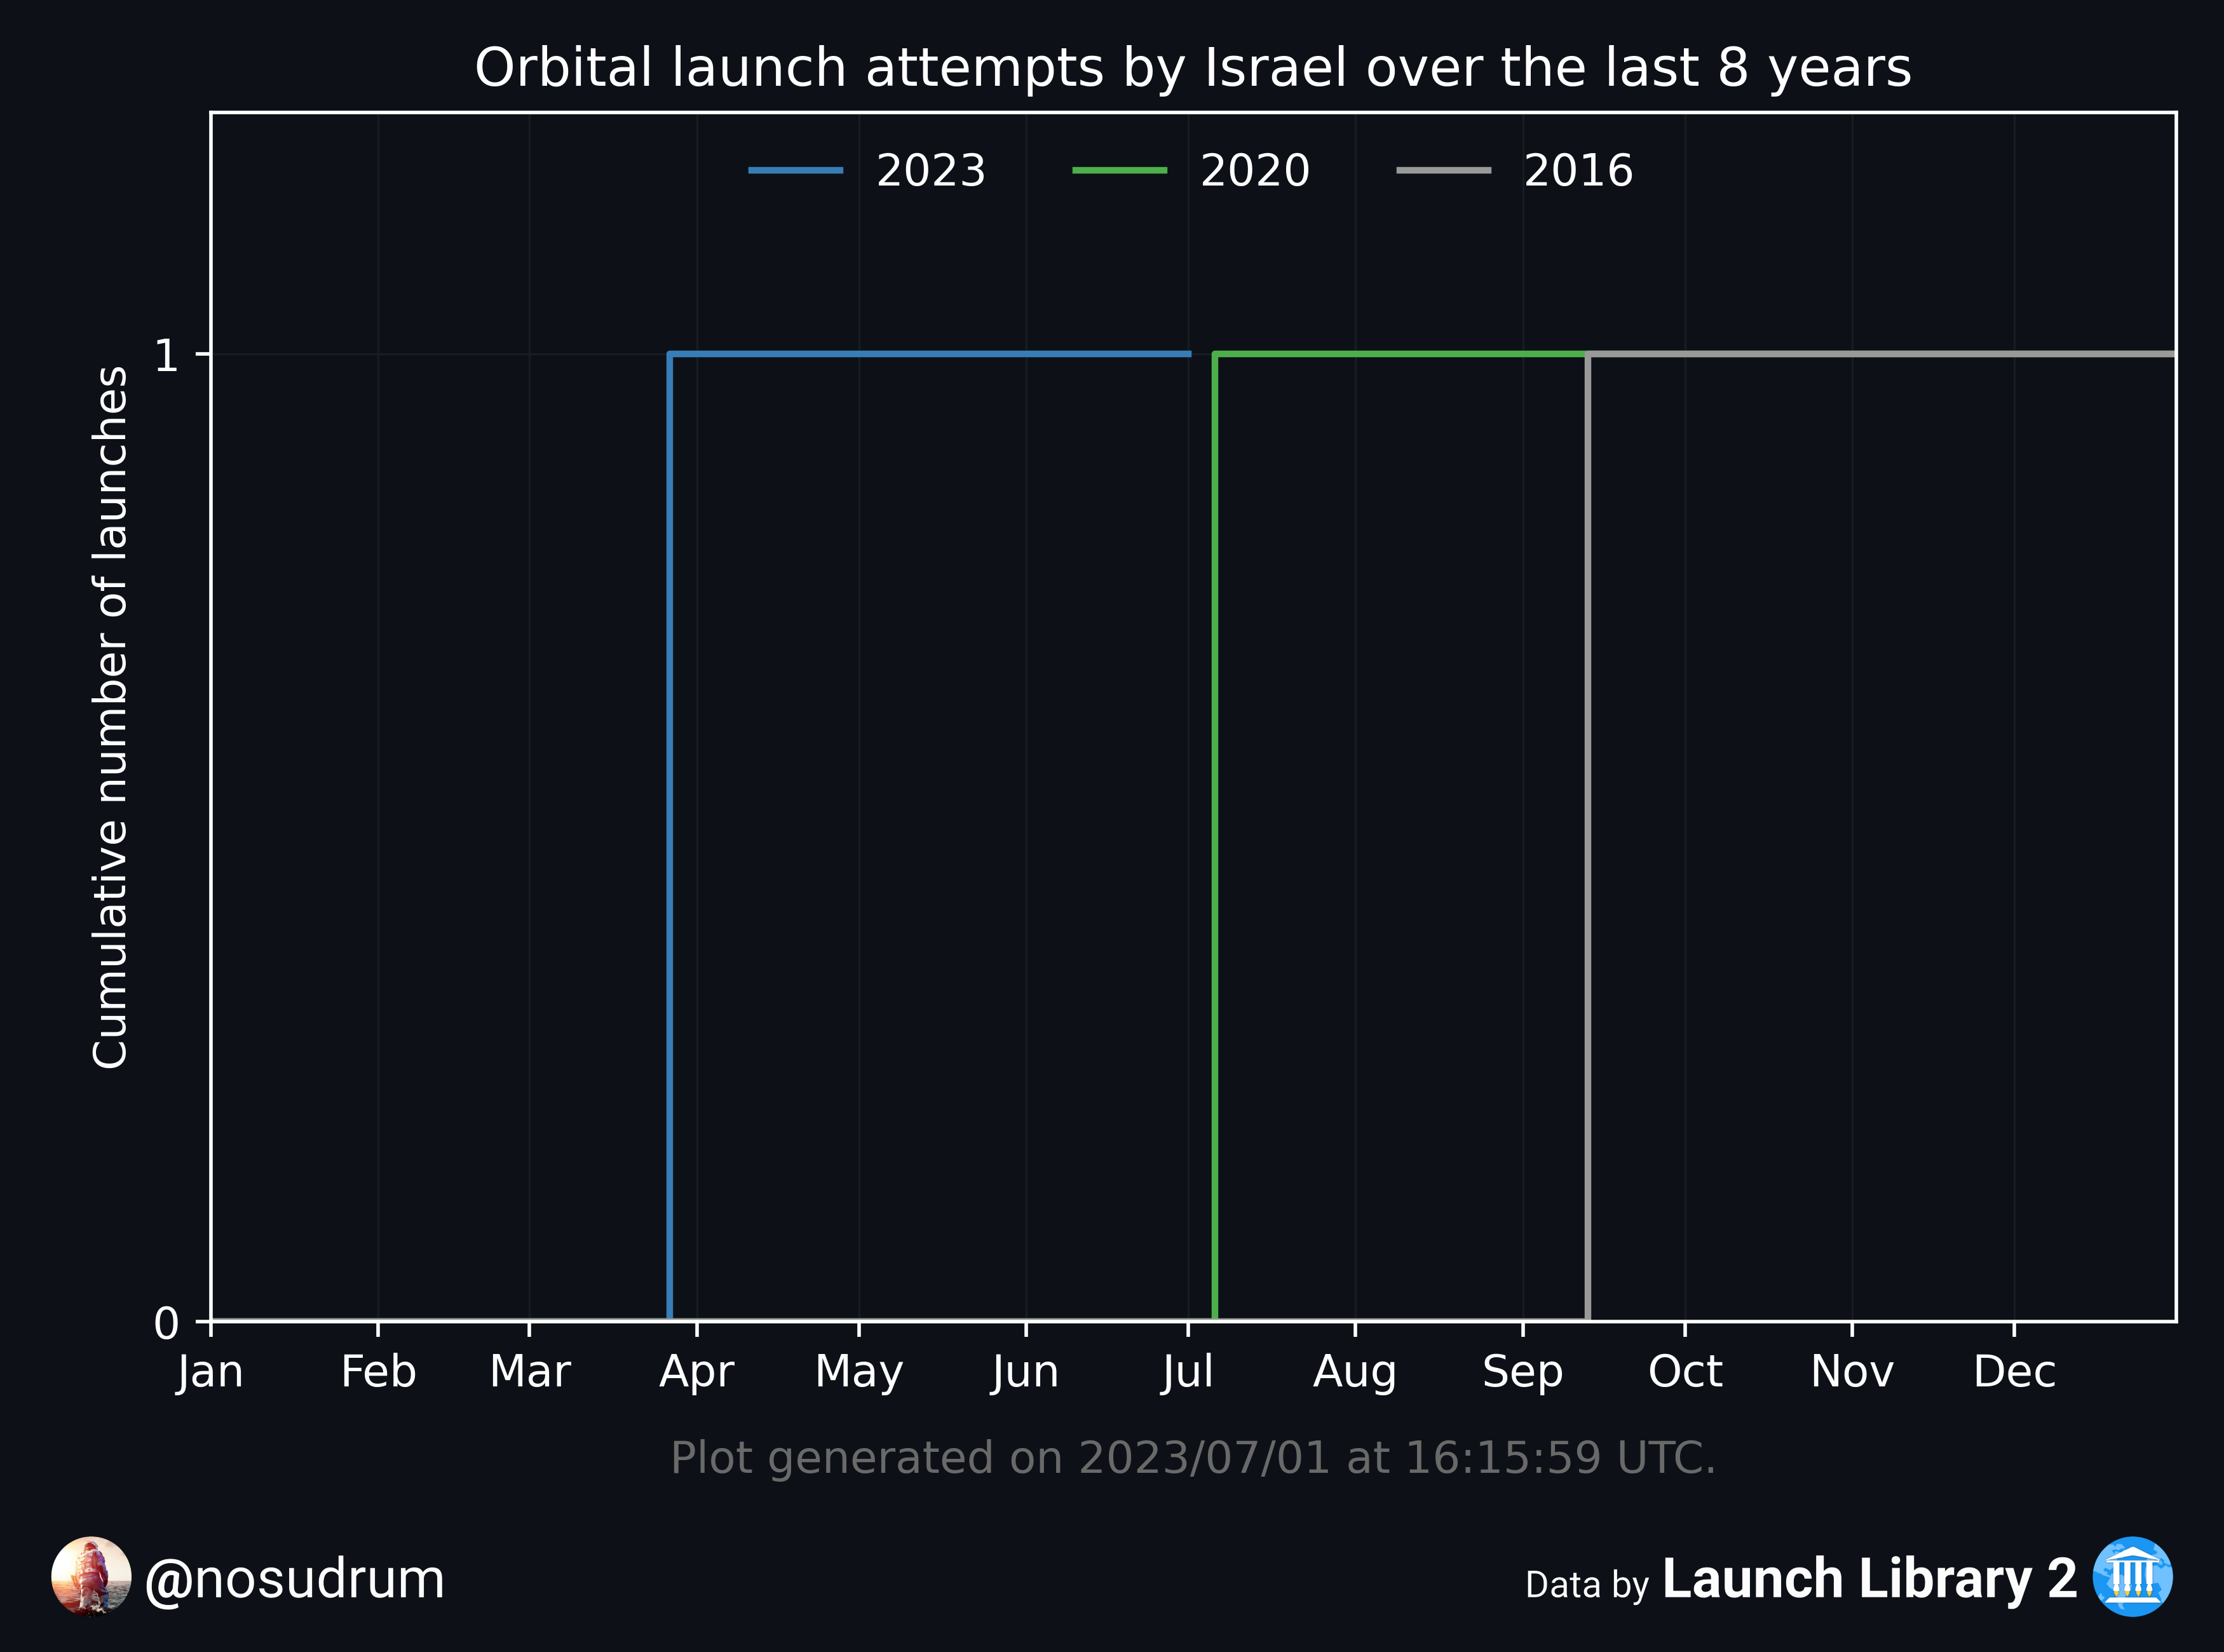 Orbital launch attempts by Israel over the last 8 years
2023 2020 2016
Cumulative number of launches
1
0
Jan Feb Mar Apr May Jun Jul Aug Sep Oct Nov Dec
Plot generated on 2023/07/01 at 16:15:59 UTC.
@nosudrum
Data by Launch Library 2